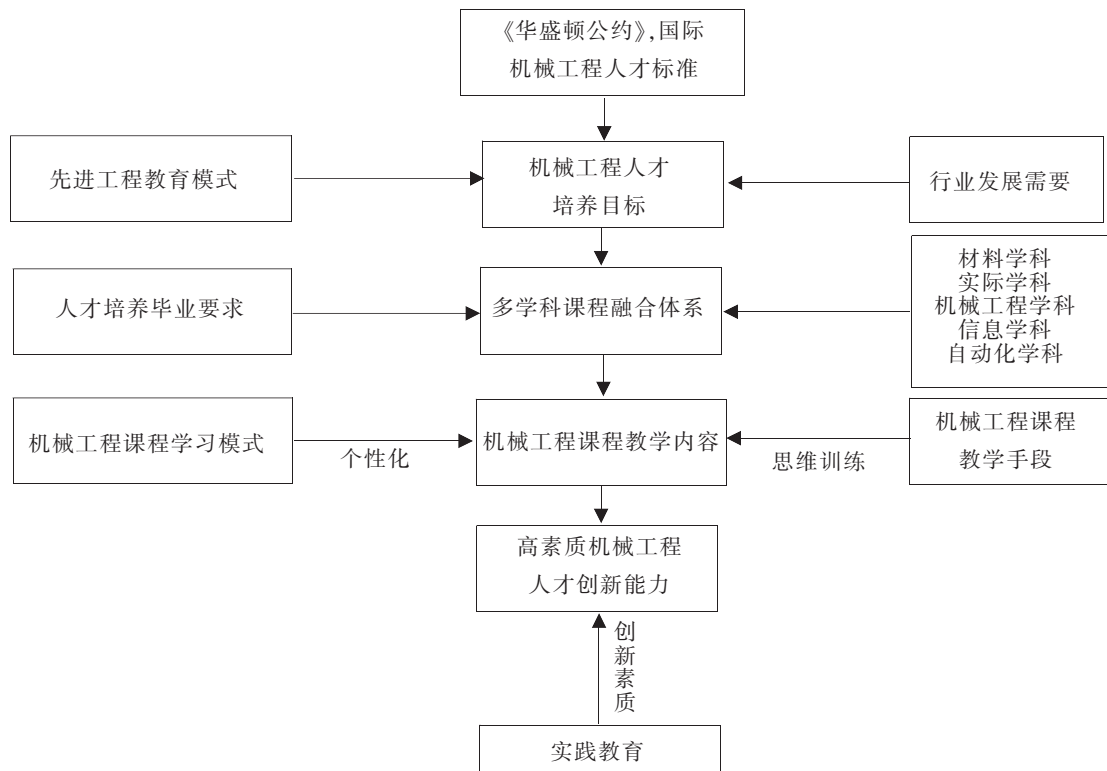 《华盛顿公约》,国际
机械工程人才标准
先进工程教育模式
机械工程人才
培养目标
行业发展需要
人才培养毕业要求
多学科课程融合体系
材料学科
实际学科
机械工程学科
信息学科
自动化学科
机械工程课程学习模式
个性化
机械工程课程教学内容
思维训练
机械工程课程
教学手段
高素质机械工程
人才创新能力
创新素质
实践教育